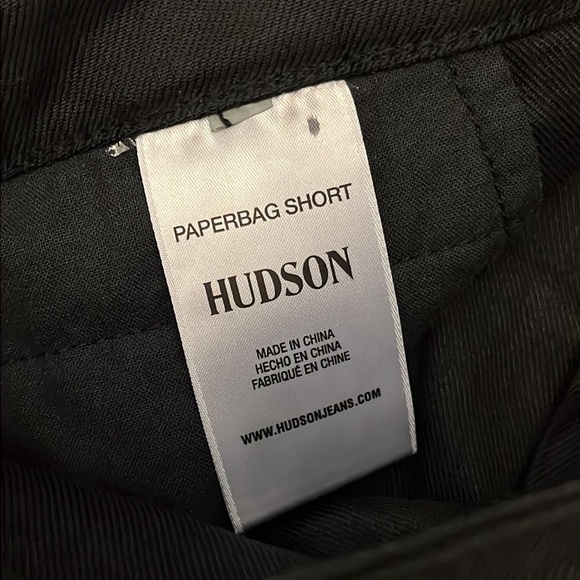 PAPERBAG SHORT
HUDSON
MADE IN CHINA
HECHO EN CHINA
FABRIQUÉ EN CHINE
WWW.HUDSONJEANS.COM